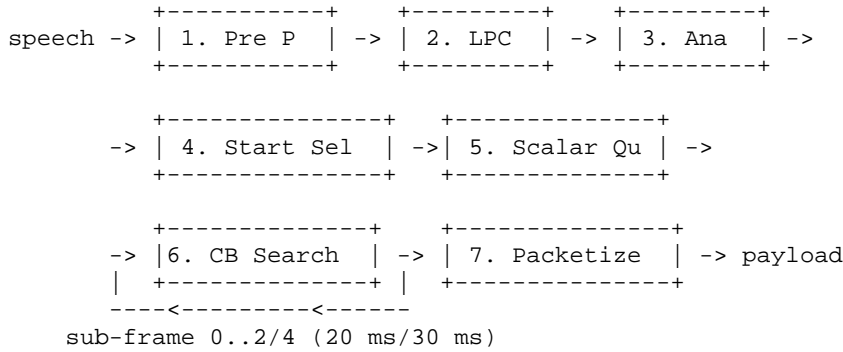 speech -> | 1. Pre P | -> | 2. LPC | -> | 3. Ana | ->
-> | 4. Start Sel | ->| 5. Scalar Qu | ->
-> |6. CB Search | -> | 7. Packetize | -> payload
sub-frame 0..2/4 (20 ms/30 ms)